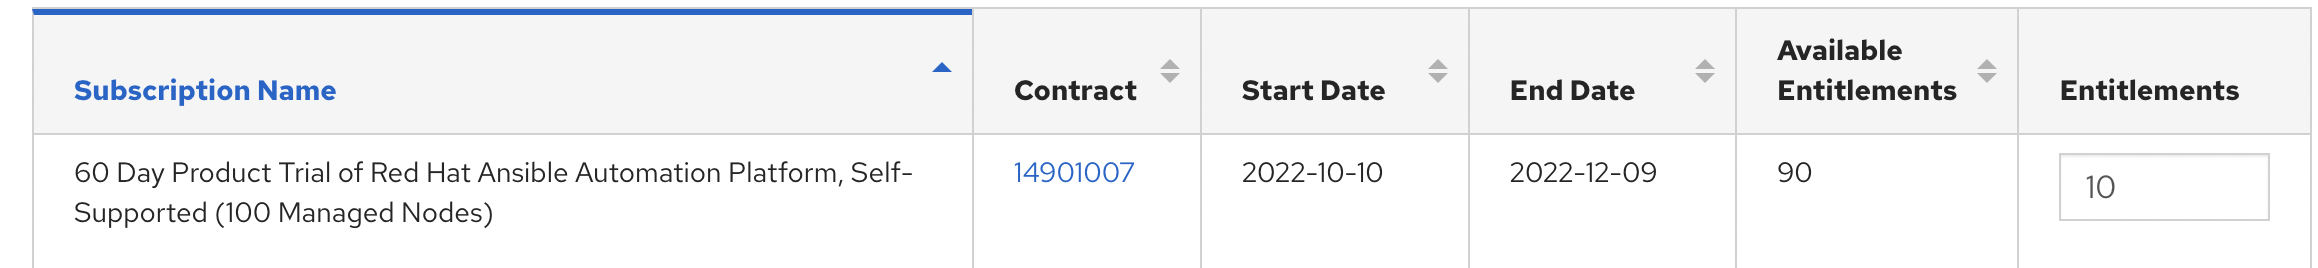 Subscription Name
Contract
Start Date
End Date
Available
Entitlements
Entitlements
60 Day Product Trial of Red Hat Ansible Automation Platform, Self-
Supported (100 Managed Nodes)
14901007
2022-10-10
2022-12-09
90
10